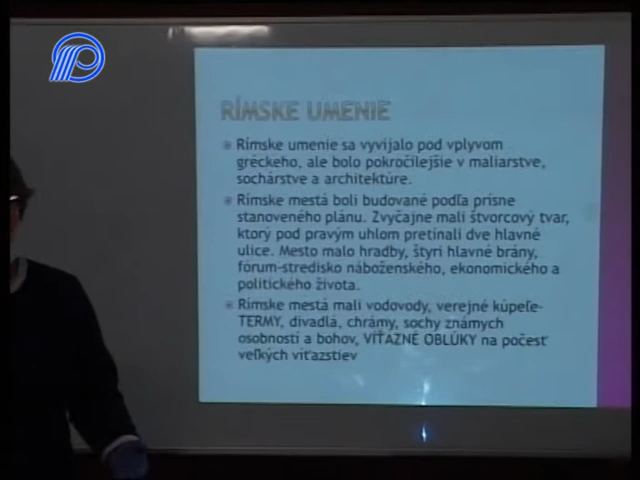 RÍMSKE UMENIE
Rímske umenie sa vyvíjalo pod vplyvom
gréckeho, ale bolo pokročilejšie v maliarstve,
sochárstve a architektúre.
Rímske mestá boli budované podľa prísne
stanoveného plánu. Zvyčajne mali štvorcový tvar,
ktorý pod pravým uhlom pretínali dve hlavné
ulice. Mesto malo hradby, štyri hlavné brány,
fórum-stredisko náboženského, ekonomického a
politického života.
Rímske mestá mali vodovody, verejné kúpeľe-
TERMY, divadlá, chrámy, sochy známych
osobností a bohov, VÍŤAZNÉ OBLÚKY na počesť
veľkých víťazstiev